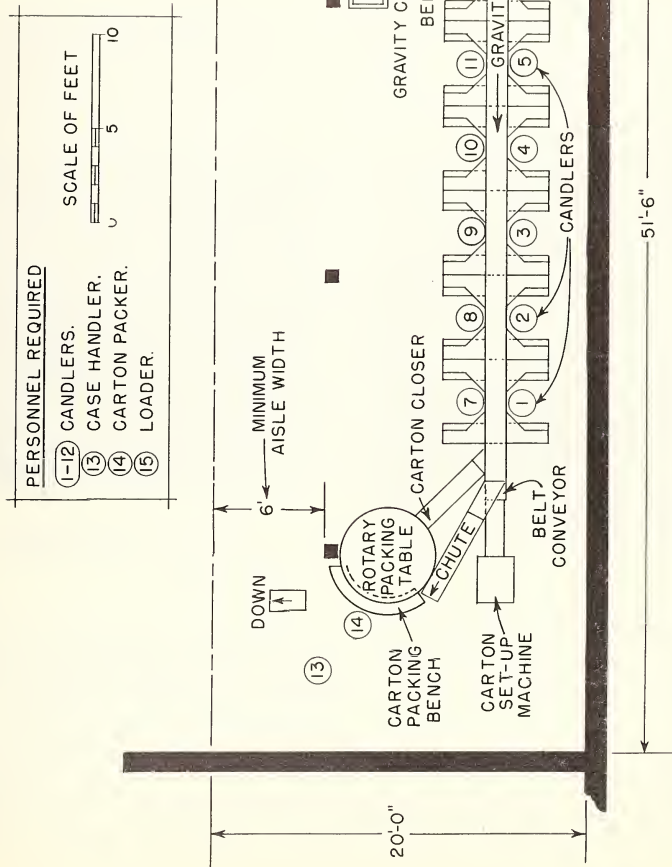 PERSONNEL REQUIRED
1-12 CANDLERS.
13 CASE HANDLER.
14 CARTON PACKER.
15 LOADER.
SCALE OF FEET
0 5 10
6'
MINIMUM
AISLE WIDTH
DOWN
13
14
ROTARY
PACKING
TABLE
CARTON CLOSER
CHUTE
CARTON
PACKING
BENCH
CARTON
SET-UP
MACHINE
BELT
CONVEYOR
GRAVITY C
BEL
GRAVIT
7
8
9
10
11
1
2
3
4
5
CANDLERS
20'-0"
51'-6"